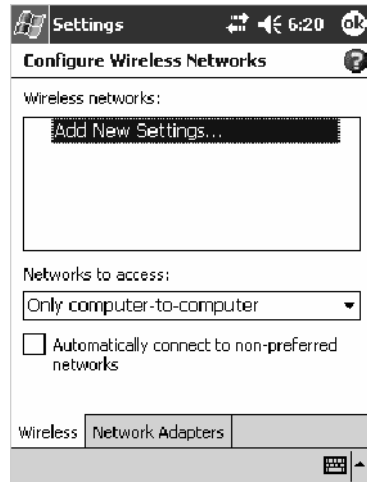 Settings 6:20 ok
Configure Wireless Networks ?
Wireless networks:
Add New Settings...
Networks to access:
Only computer-to-computer
Automatically connect to non-preferred
networks
Wireless Network Adapters